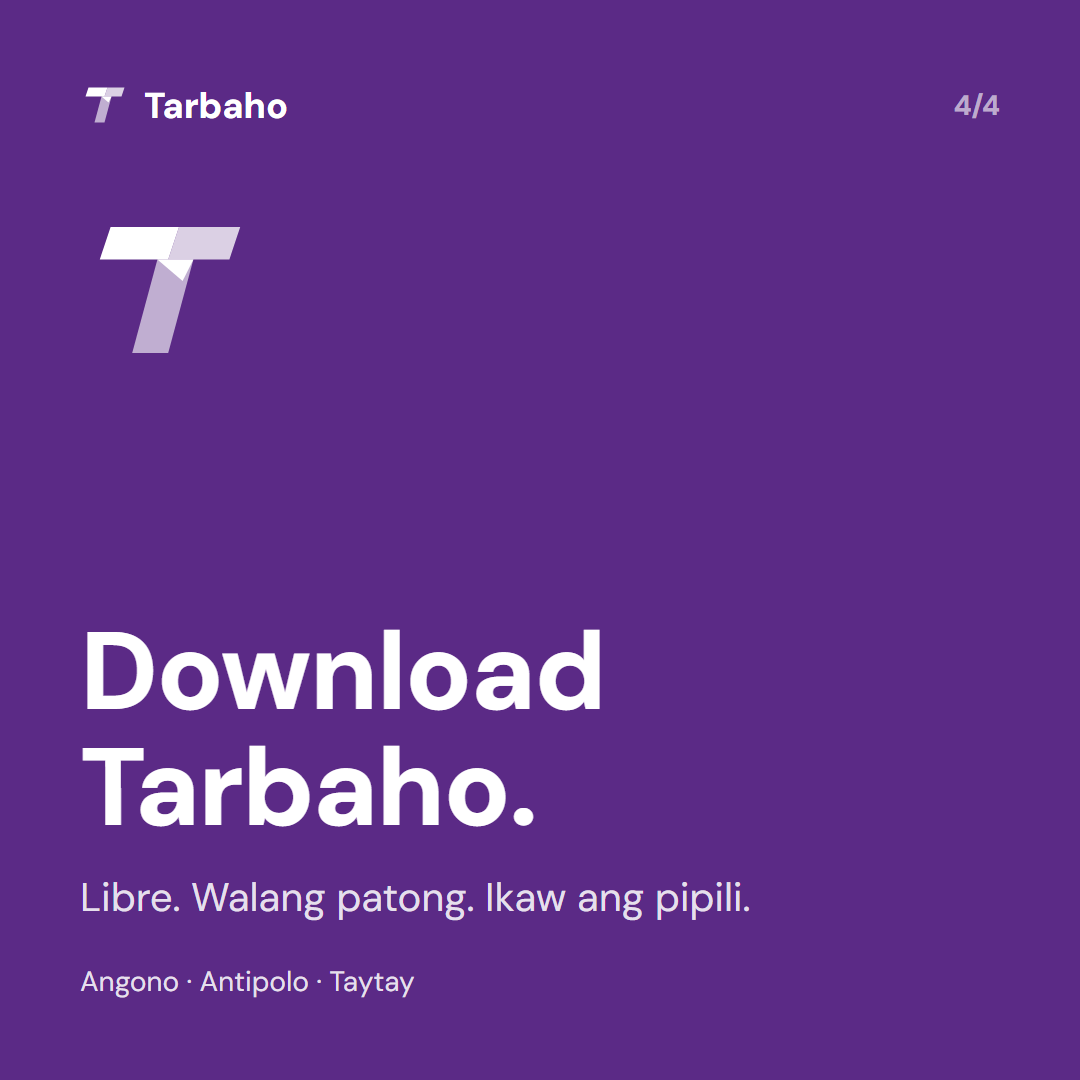 Tarbaho
4/4
Download
Tarbaho.
Libre. Walang patong. Ikaw ang pipili.
Angono · Antipolo · Taytay